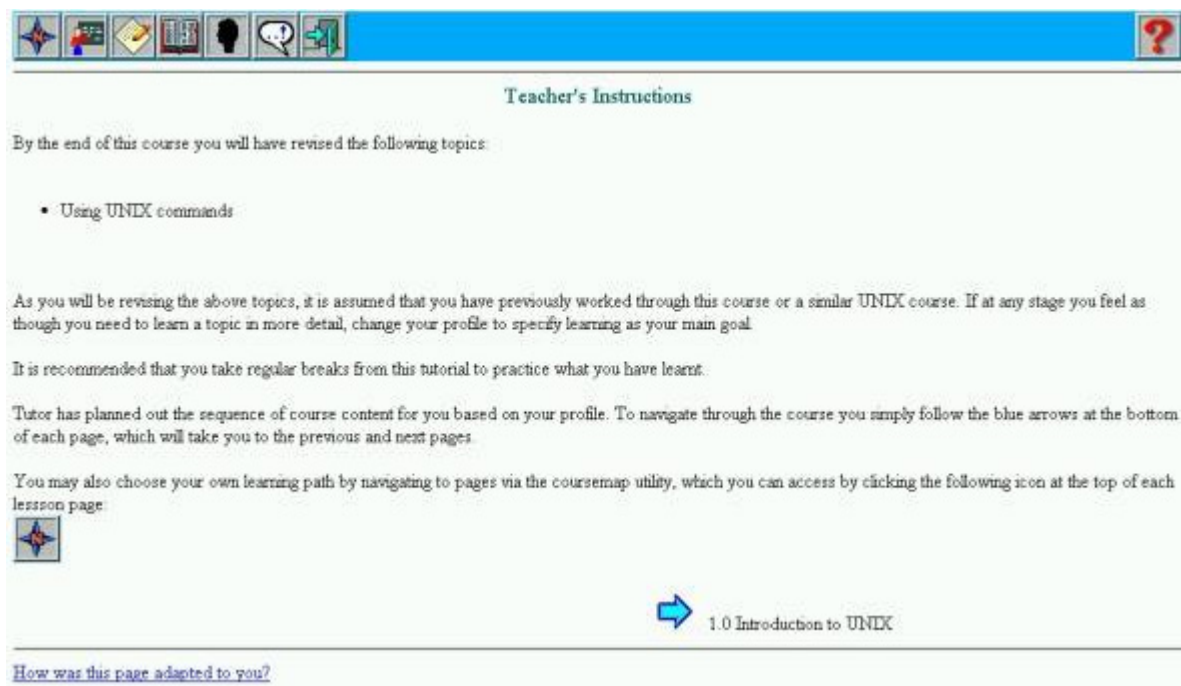 Teacher's Instructions
By the end of this course you will have revised the following topics:
• Using UNIX commands
As you will be revising the above topics, it is assumed that you have previously worked through this course or a similar UNIX course. If at any stage you feel as
though you need to learn a topic in more detail, change your profile to specify learning as your main goal.
It is recommended that you take regular breaks from this tutorial to practice what you have learnt.
Tutor has planned out the sequence of course content for you based on your profile. To navigate through the course you simply follow the blue arrows at the bottom
of each page, which will take you to the previous and next pages.
You may also choose your own learning path by navigating to pages via the coursemap utility, which you can access by clicking the following icon at the top of each
lessson page:
N
1.0 Introduction to UNIX
How was this page adapted to you?